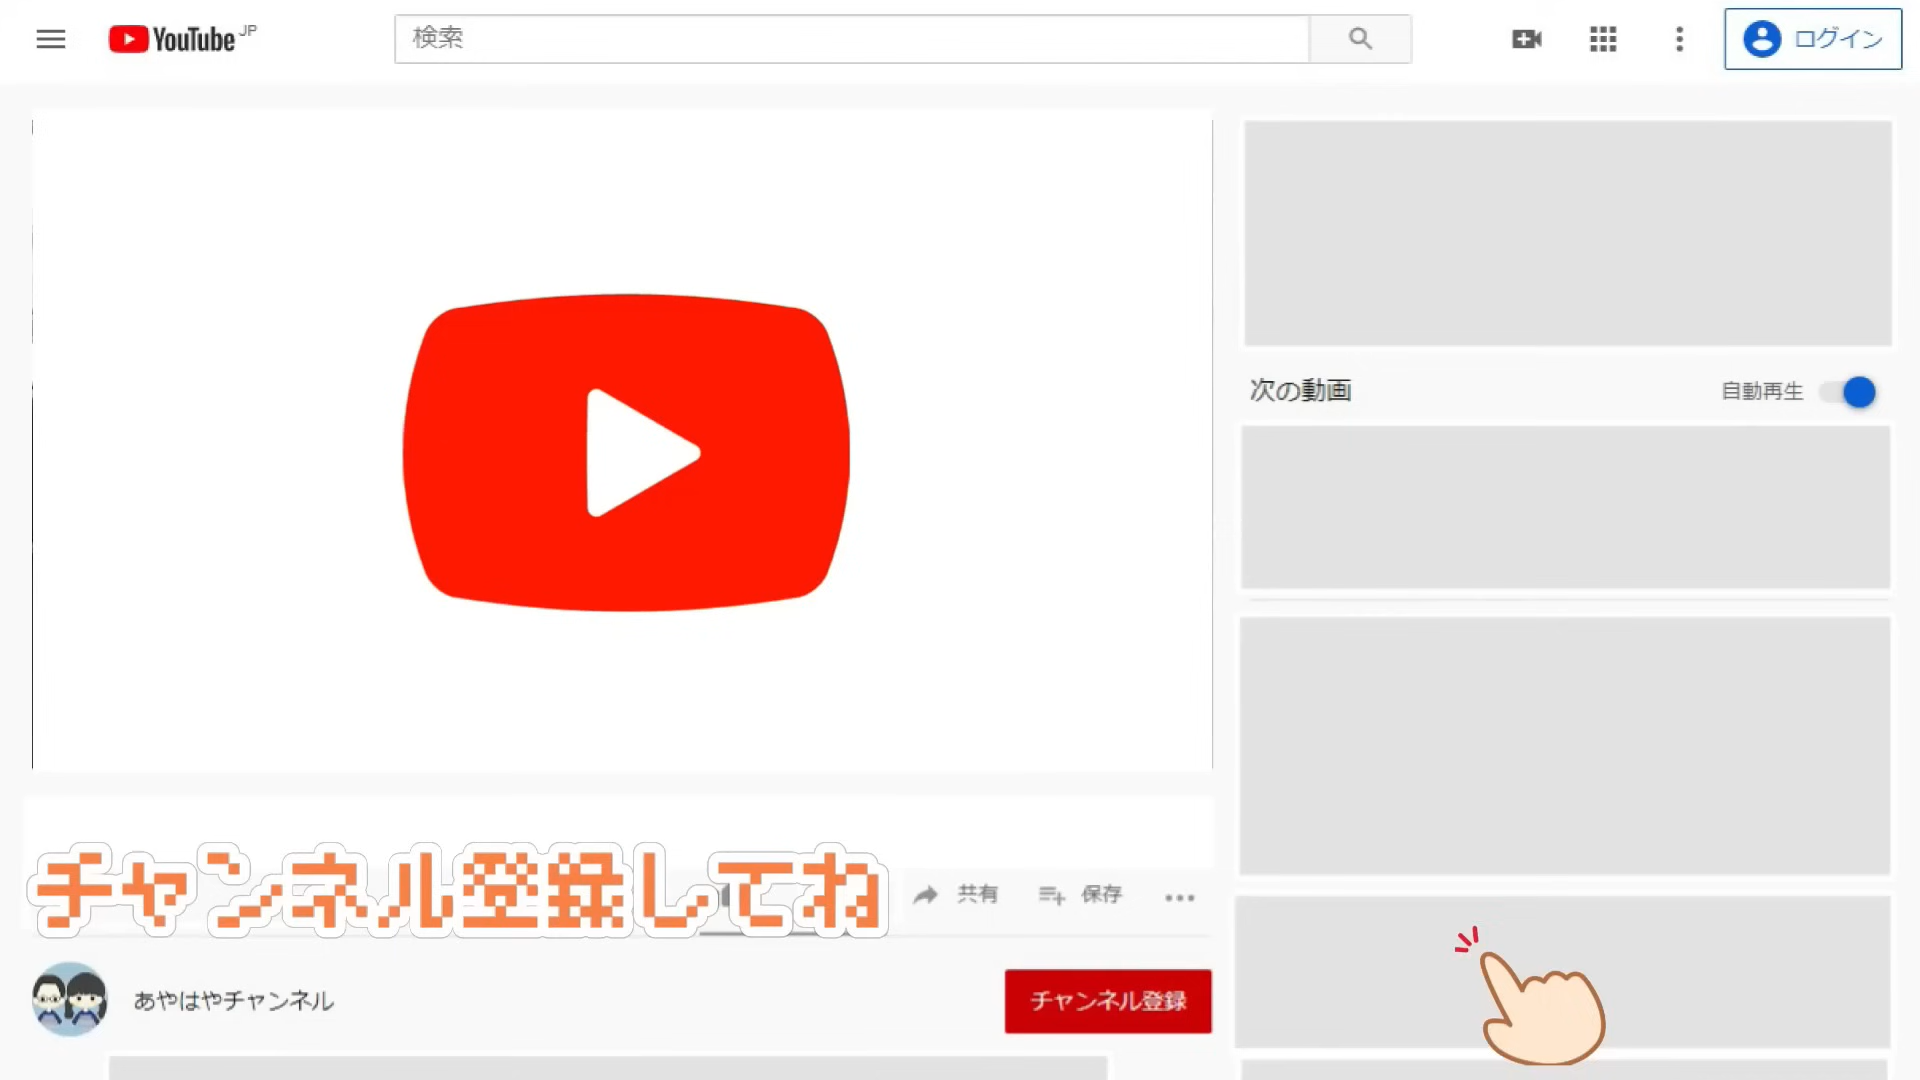 YouTube JP
検索
ログイン
次の動画
自動再生
チャンネル登録してね
共有
保存
あやはやチャンネル
チャンネル登録